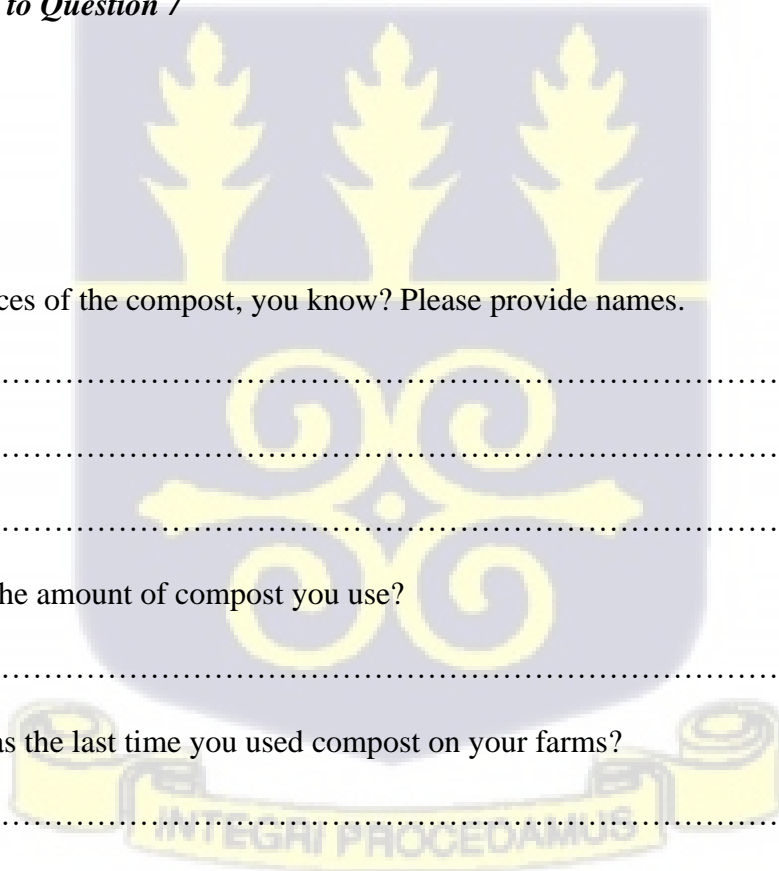 to Question 7
ces of the compost, you know? Please provide names.
………………………………………………………………………
………………………………………………………………………
………………………………………………………………………
he amount of compost you use?
………………………………………………………………………
as the last time you used compost on your farms?
………………………………………………………………………
INTEGRI PROCEDAMUS